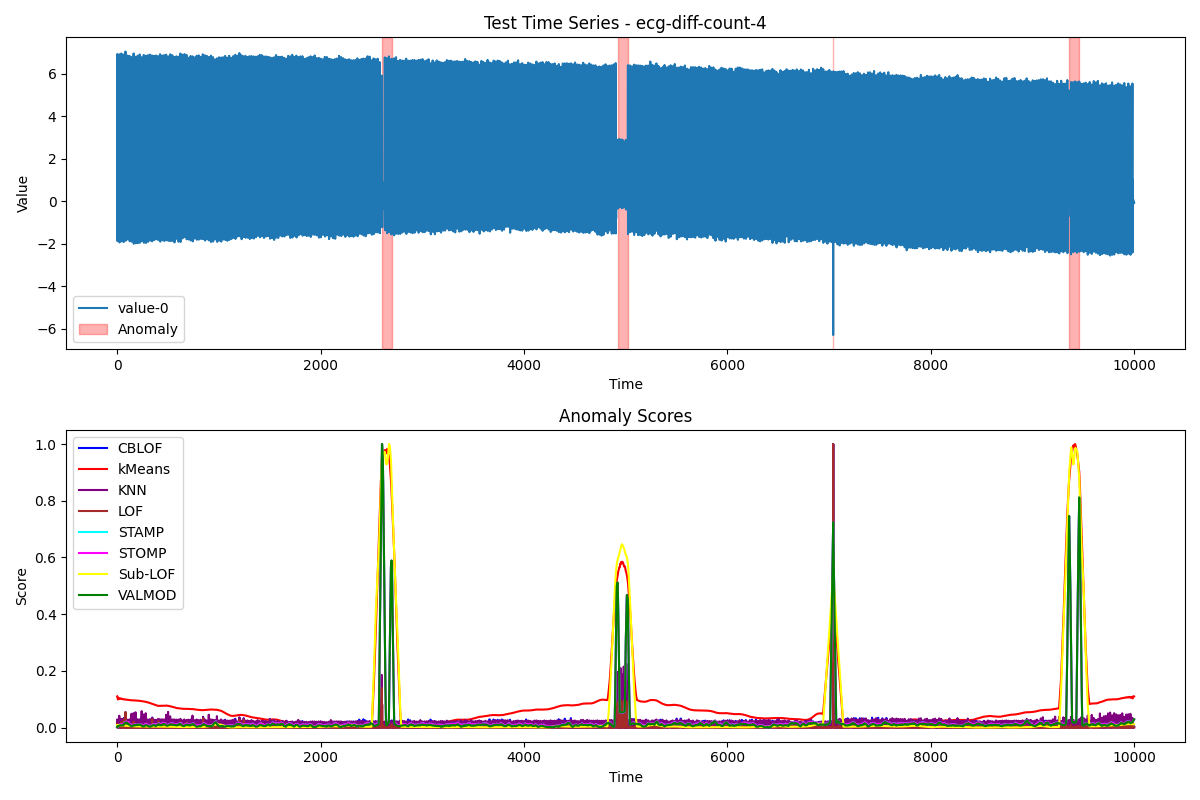 Test Time Series - ecg-diff-count-4
Value
6
4
2
0
−2
−4
−6
value-0
Anomaly
0 2000 4000 6000 8000 10000
Time
Anomaly Scores
Score
1.0
0.8
0.6
0.4
0.2
0.0
CBLOF
kMeans
KNN
LOF
STAMP
STOMP
Sub-LOF
VALMOD
0 2000 4000 6000 8000 10000
Time